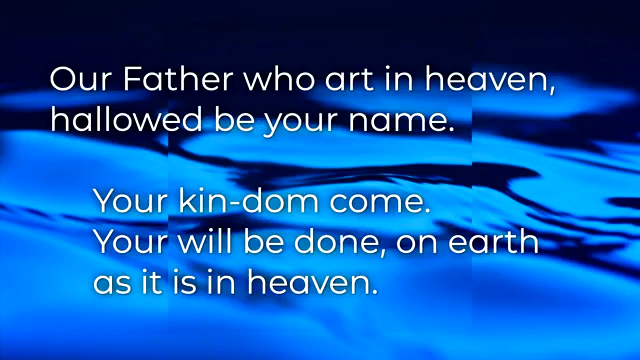 Our Father who art in heaven,
hallowed be your name.
Your kin-dom come.
Your will be done, on earth
as it is in heaven.